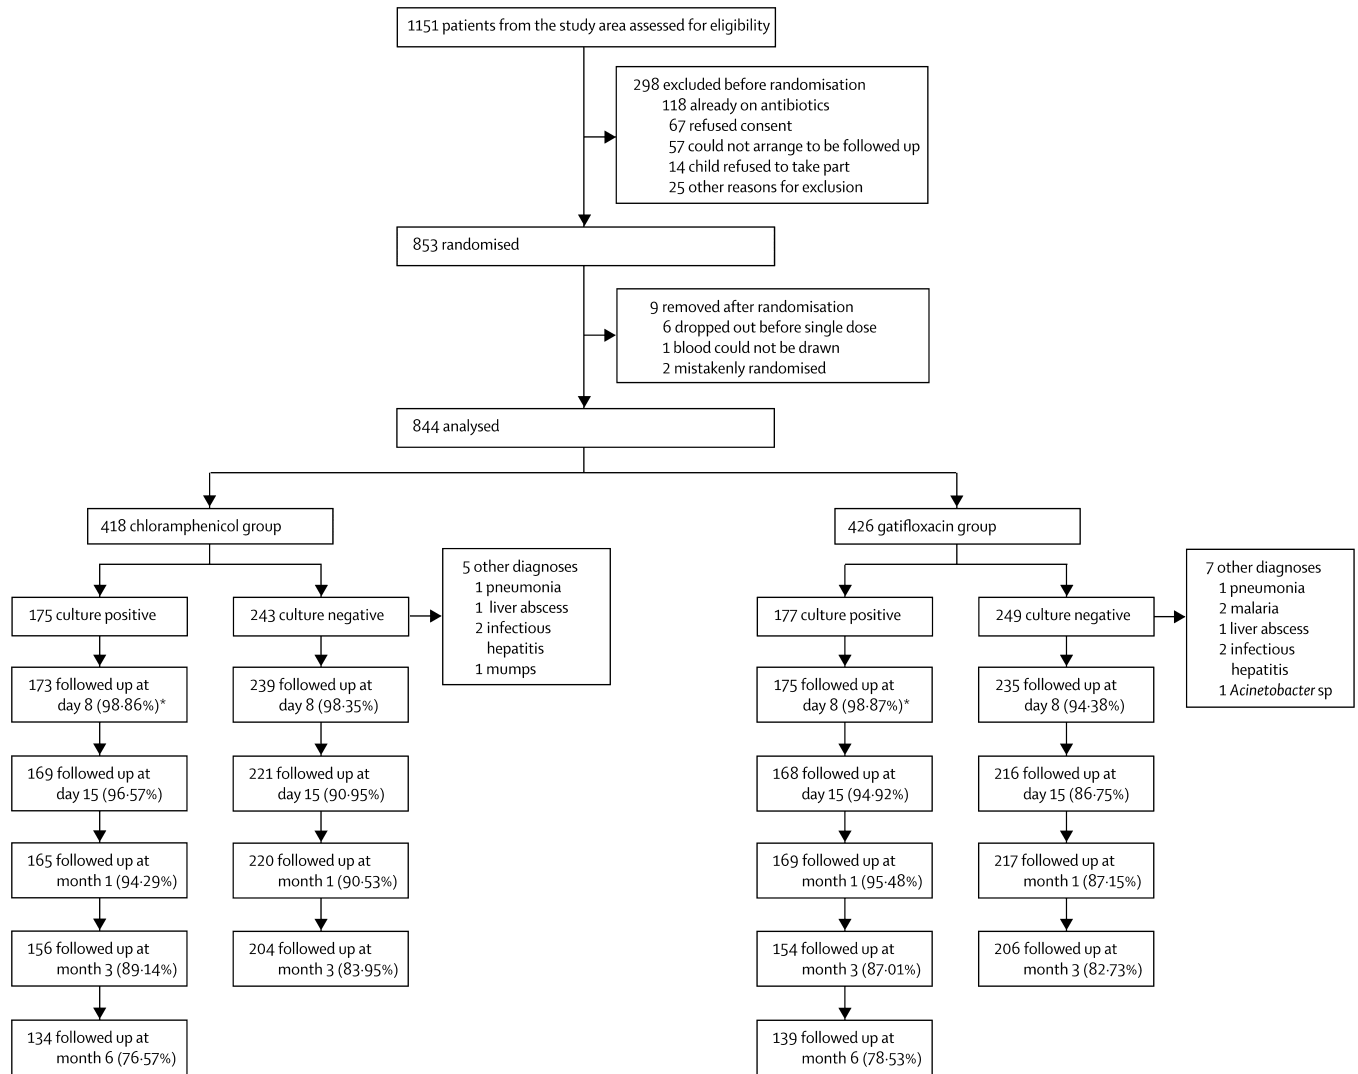 1151 patients from the study area assessed for eligibility
298 excluded before randomisation
118 already on antibiotics
67 refused consent
57 could not arrange to be followed up
14 child refused to take part
25 other reasons for exclusion
853 randomised
9 removed after randomisation
6 dropped out before single dose
1 blood could not be drawn
2 mistakenly randomised
844 analysed
418 chloramphenicol group
175 culture positive
173 followed up at
day 8 (98·86%)*
169 followed up at
day 15 (96·57%)
165 followed up at
month 1 (94·29%)
156 followed up at
month 3 (89·14%)
134 followed up at
month 6 (76·57%)
243 culture negative
239 followed up at
day 8 (98·35%)
221 followed up at
day 15 (90·95%)
220 followed up at
month 1 (90·53%)
204 followed up at
month 3 (83·95%)
5 other diagnoses
1 pneumonia
1 liver abscess
2 infectious
hepatitis
1 mumps
426 gatifloxacin group
177 culture positive
175 followed up at
day 8 (98·87%)*
168 followed up at
day 15 (94·92%)
169 followed up at
month 1 (95·48%)
154 followed up at
month 3 (87·01%)
139 followed up at
month 6 (78·53%)
249 culture negative
235 followed up at
day 8 (94·38%)
216 followed up at
day 15 (86·75%)
217 followed up at
month 1 (87·15%)
206 followed up at
month 3 (82·73%)
7 other diagnoses
1 pneumonia
2 malaria
1 liver abscess
2 infectious
hepatitis
1 Acinetobacter sp